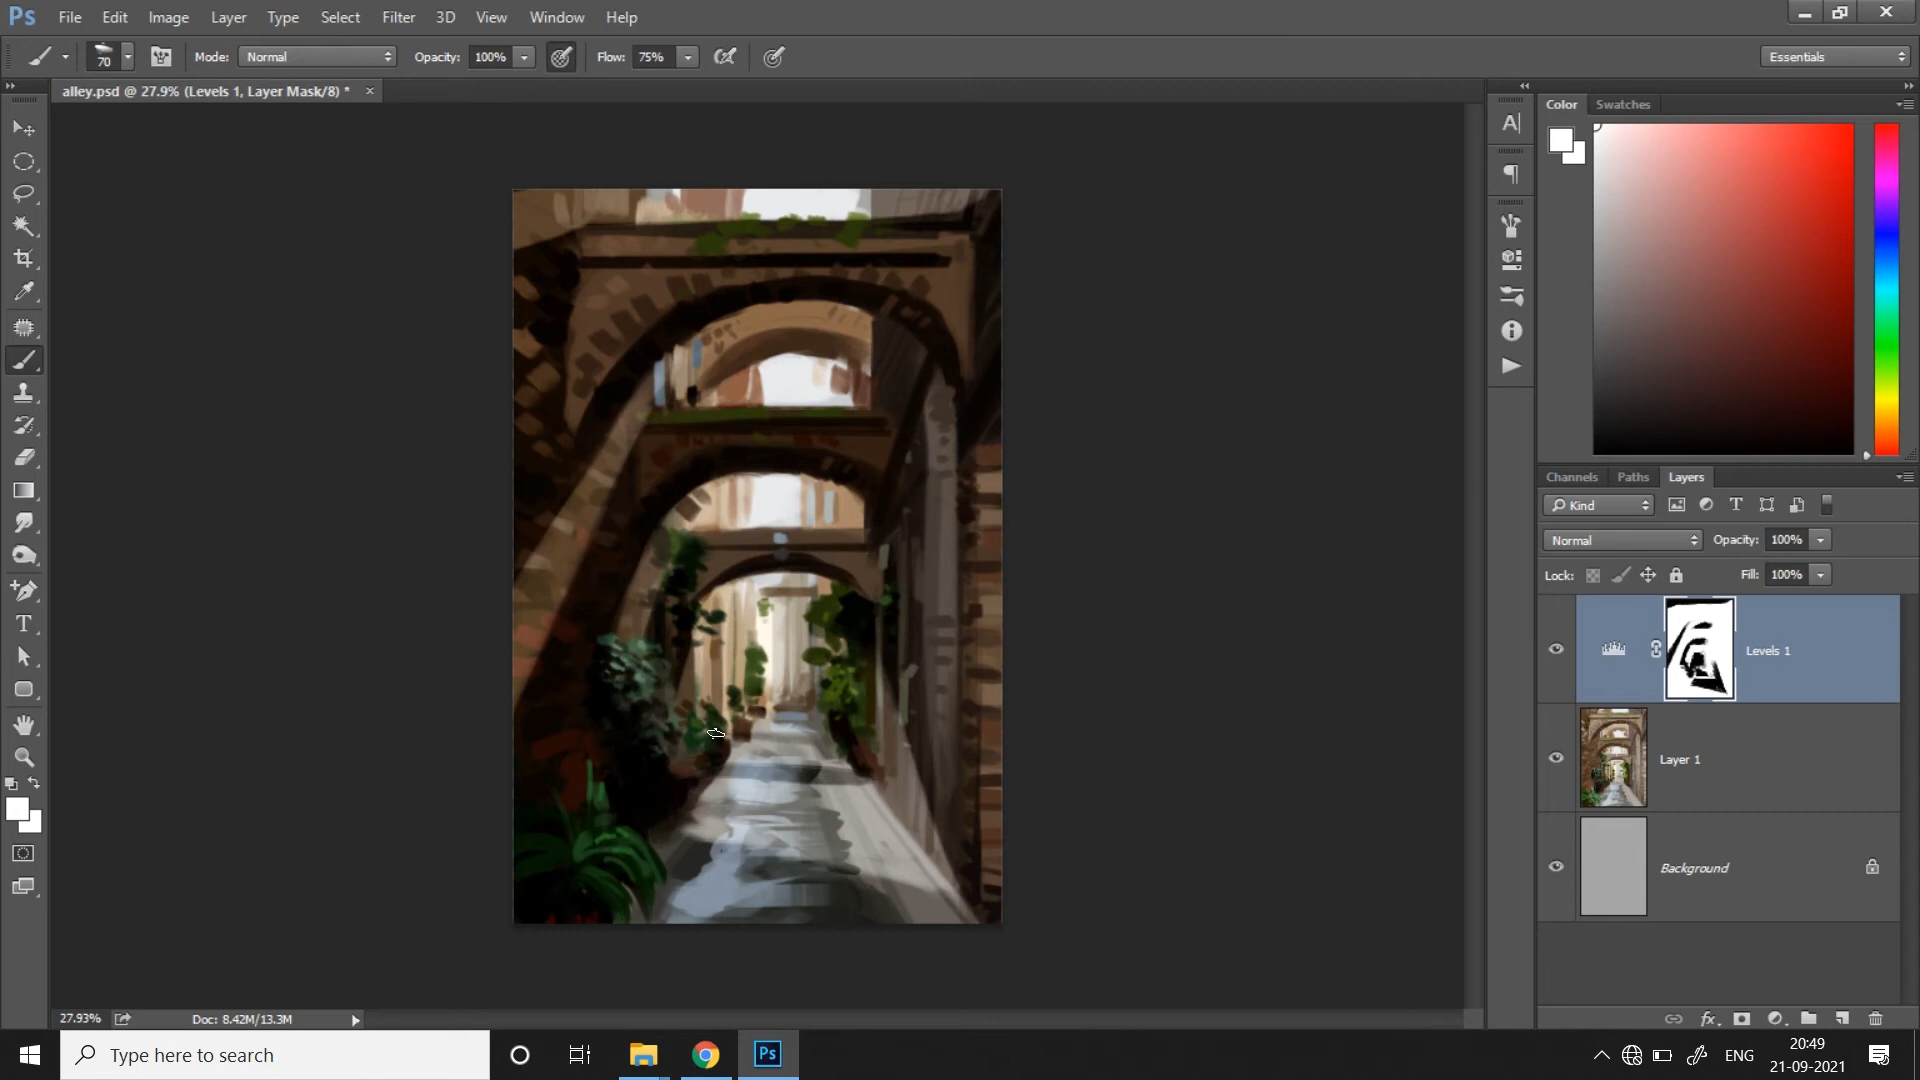 Ps File Edit Image Layer Type Select Filter 3D View Window Help
70 Mode: Normal Opacity: 100% Flow: 75% Essentials
alley.psd @ 27.9% (Levels 1, Layer Mask/8) * ×
Color Swatches
A
Channels Paths Layers
Kind
Normal Opacity: 100%
Lock: Fill: 100%
Levels 1
Layer 1
Background
T
fx
27.93% Doc: 8.42M/13.3M
Type here to search
Ps
ENG
20:49
21-09-2021